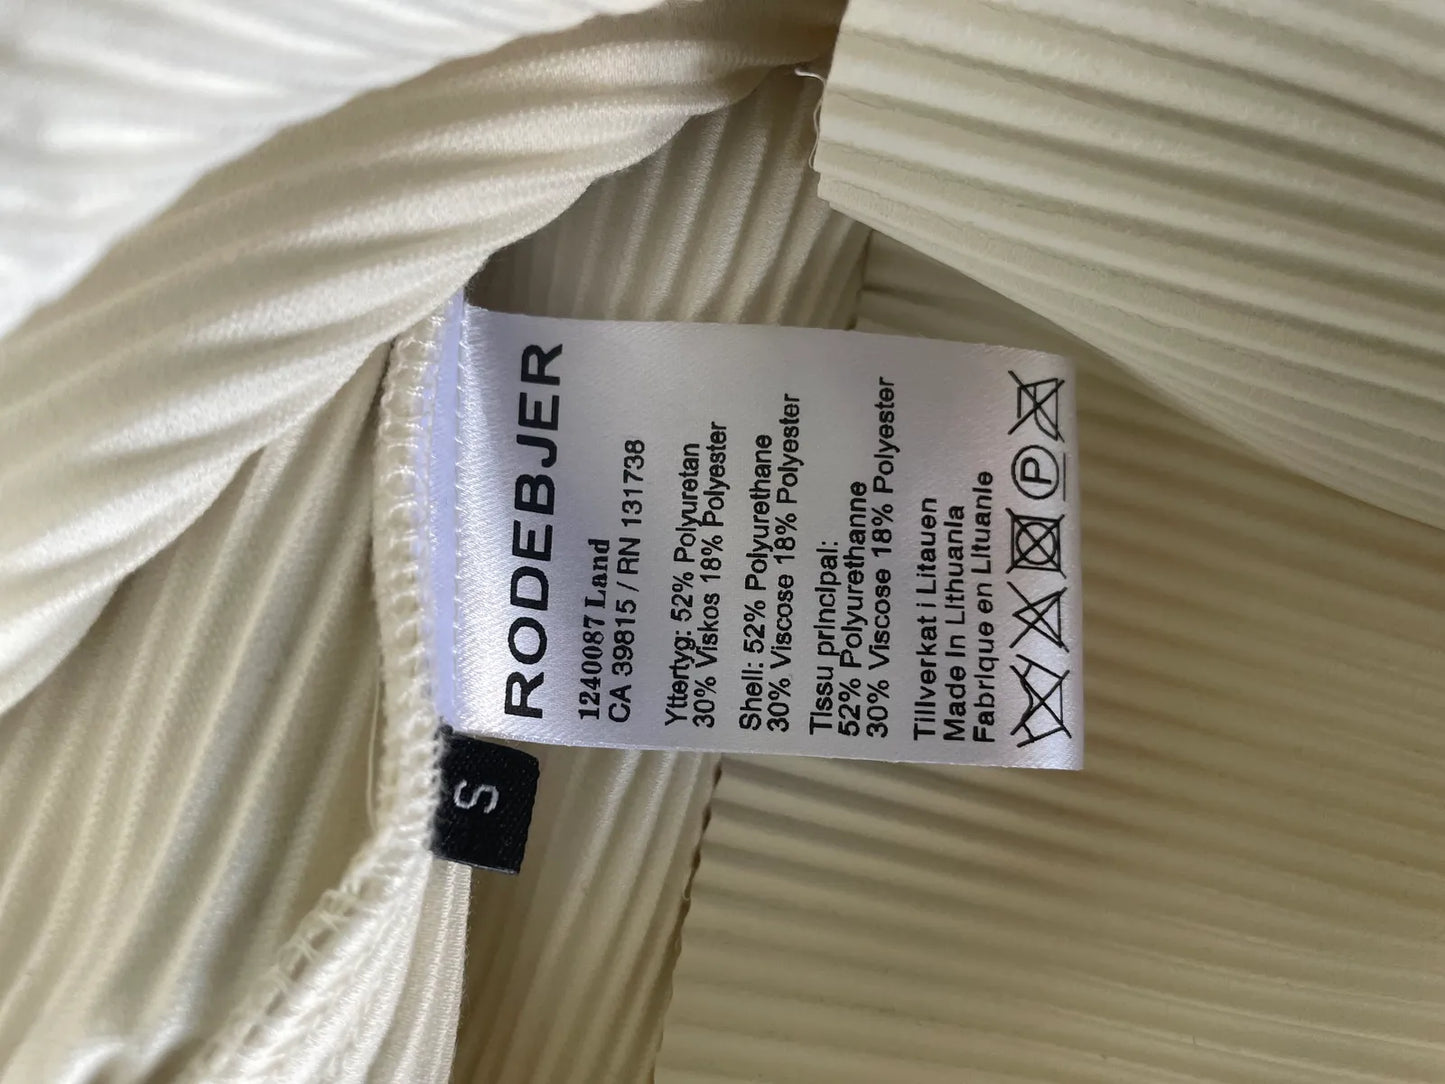 RODEBJER
1240087 Land
CA 39815 / RN 131738
Yttertyg: 52% Polyuretan
30% Viskos 18% Polyester
Shell: 52% Polyurethane
30% Viscose 18% Polyester
Tissu principal:
52% Polyurethanne
30% Viscose 18% Polyester
Tillverkat i Litauen
Made in Lithuania
Fabrique en Lituanie
P
S